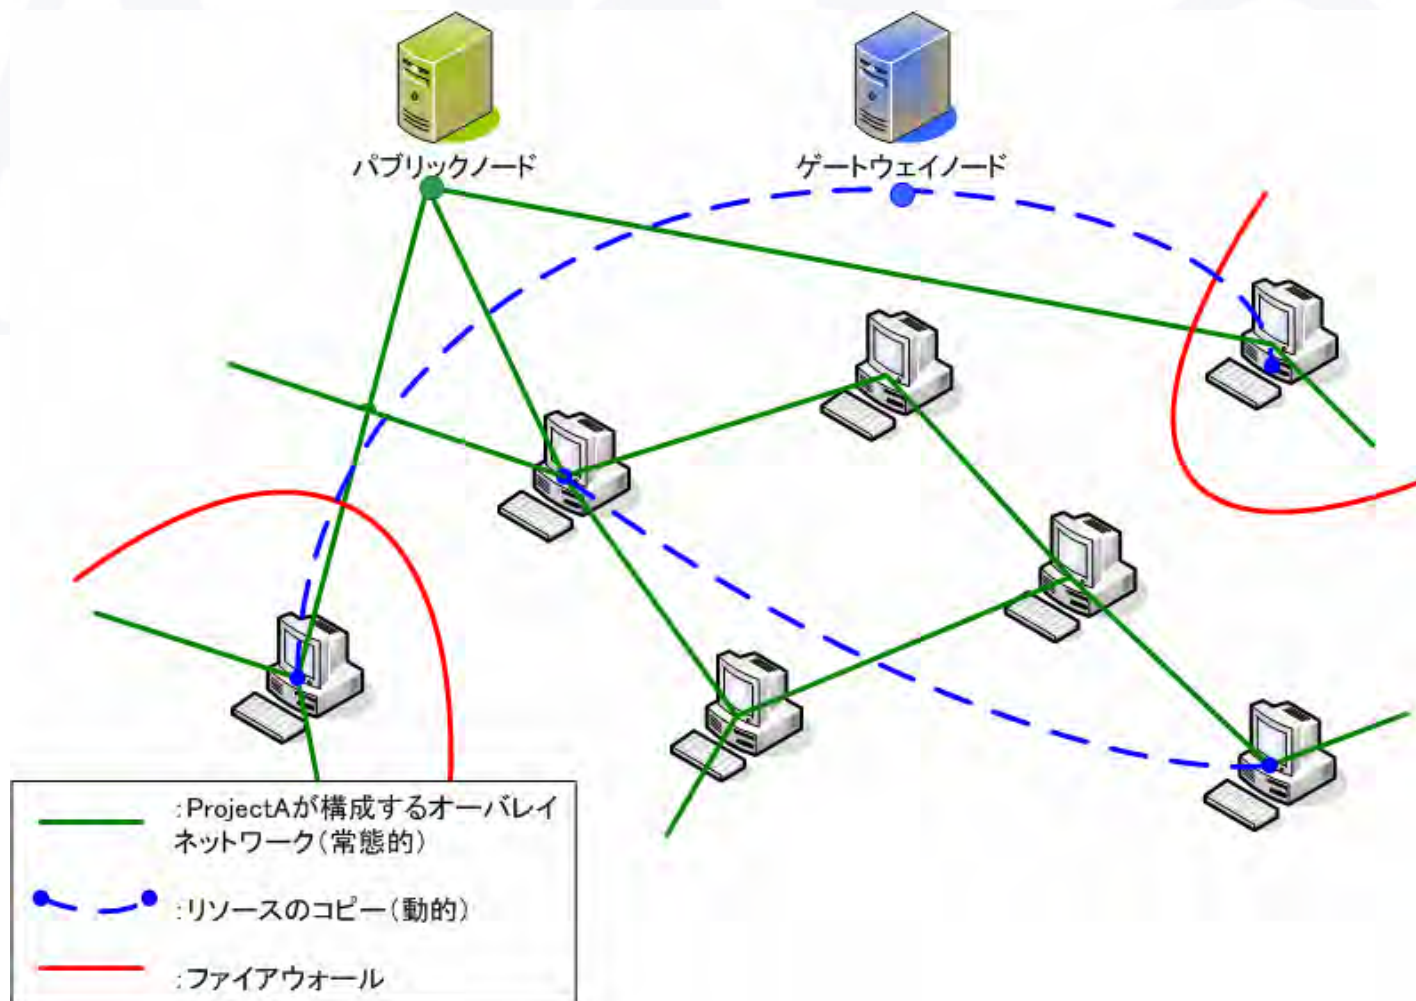 パブリックノード
ゲートウェイノード
:ProjectAが構成するオーバレイ
ネットワーク(常態的)
:リソースのコピー(動的)
:ファイアウォール